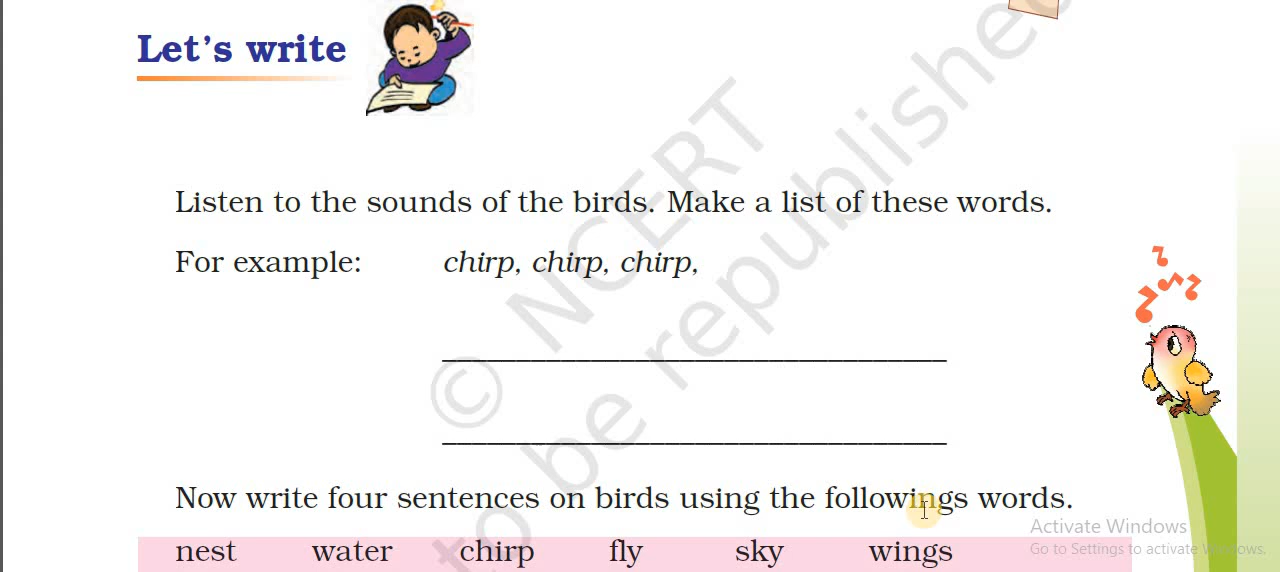 Let's write
Listen to the sounds of the birds. Make a list of these words.
For example: chirp, chirp, chirp,
Now write four sentences on birds using the followings words.
nest water chirp fly sky wings
© NCERT
to be republished
Activate Windows
Go to Settings to activate Windows.